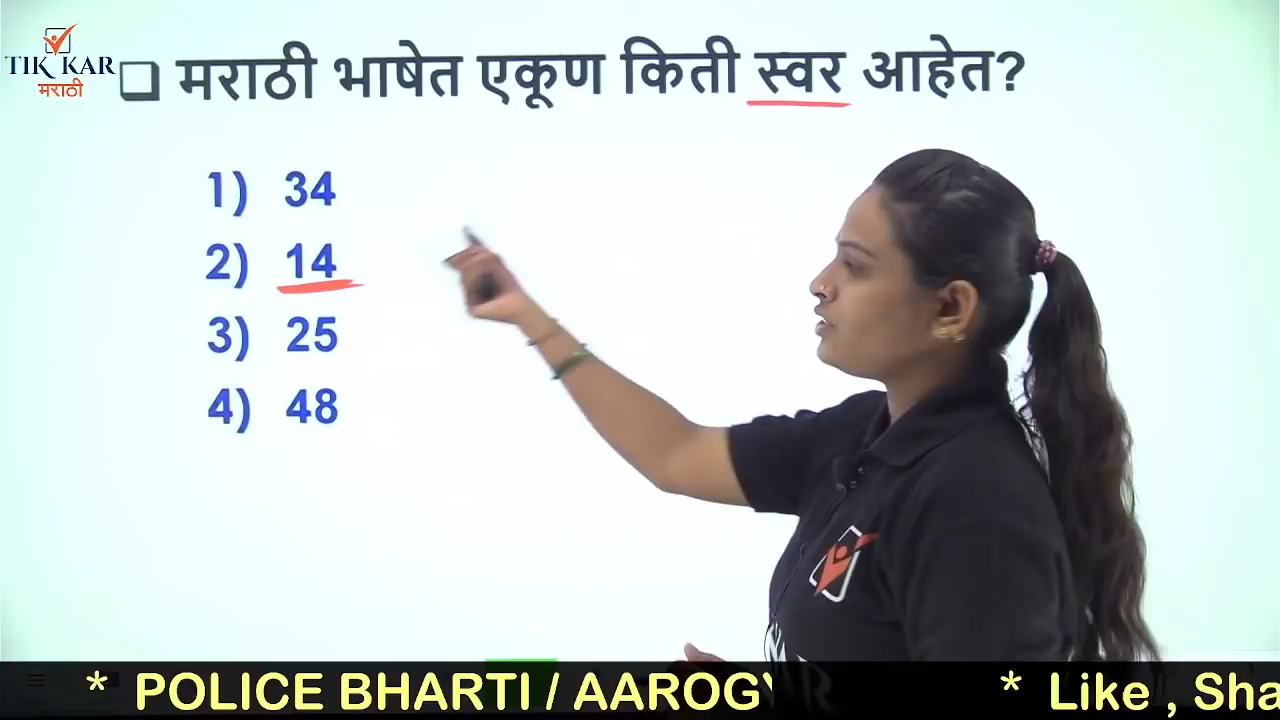 TIK KAR
मराठी
❑ मराठी भाषेत एकूण किती स्वर आहेत?
1) 34
2) 14
3) 25
4) 48
* POLICE BHARTI / AAROGY
* Like , Sha